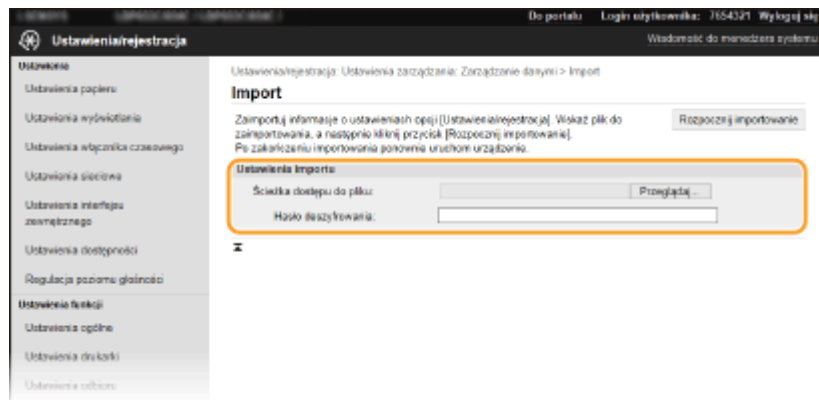 Do portalu Login użytkownika: 7654321 Wyloguj się
Ustawienia/rejestracja
Wiadomość do menedżera systemu
Ustawienia
Ustawienia papieru
Ustawienia wyświetlania
Ustawienia włącznika czasowego
Ustawienia sieciowe
Ustawienia interfejsu
zewnętrznego
Ustawienia dostępności
Regulacja poziomu głośności
Ustawienia funkcji
Ustawienia ogólne
Ustawienia drukarki
Ustawienia odbioru
Ustawienia/rejestracja: Ustawienia zarządzania: Zarządzanie danymi > Import
Import
Zaimportuj informacje o ustawieniach opcji [Ustawienia/rejestracja]. Wskaż plik do
zaimportowania, a następnie kliknij przycisk [Rozpocznij importowanie].
Po zakończeniu importowania ponownie uruchom urządzenie.
Rozpocznij importowanie
Ustawienia Importu
Ścieżka dostępu do pliku:
Przeglądaj...
Hasło deszyfrowania: